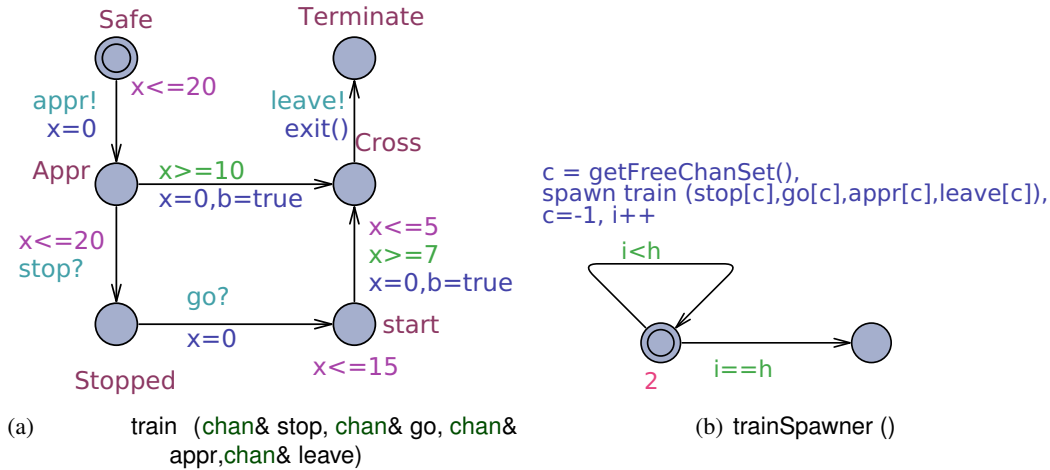 Safe
Terminate
x<=20
appr!
x=0
leave!
exit()
Cross
Appr
x>=10
x=0,b=true
x<=20
stop?
x<=5
x>=7
x=0,b=true
go?
x=0
start
x<=15
Stopped
(a) train (chan& stop, chan& go, chan&
appr,chan& leave)
c = getFreeChanSet(),
spawn train (stop[c],go[c],appr[c],leave[c]),
c=-1, i++
i<h
i==h
2
(b) trainSpawner ()